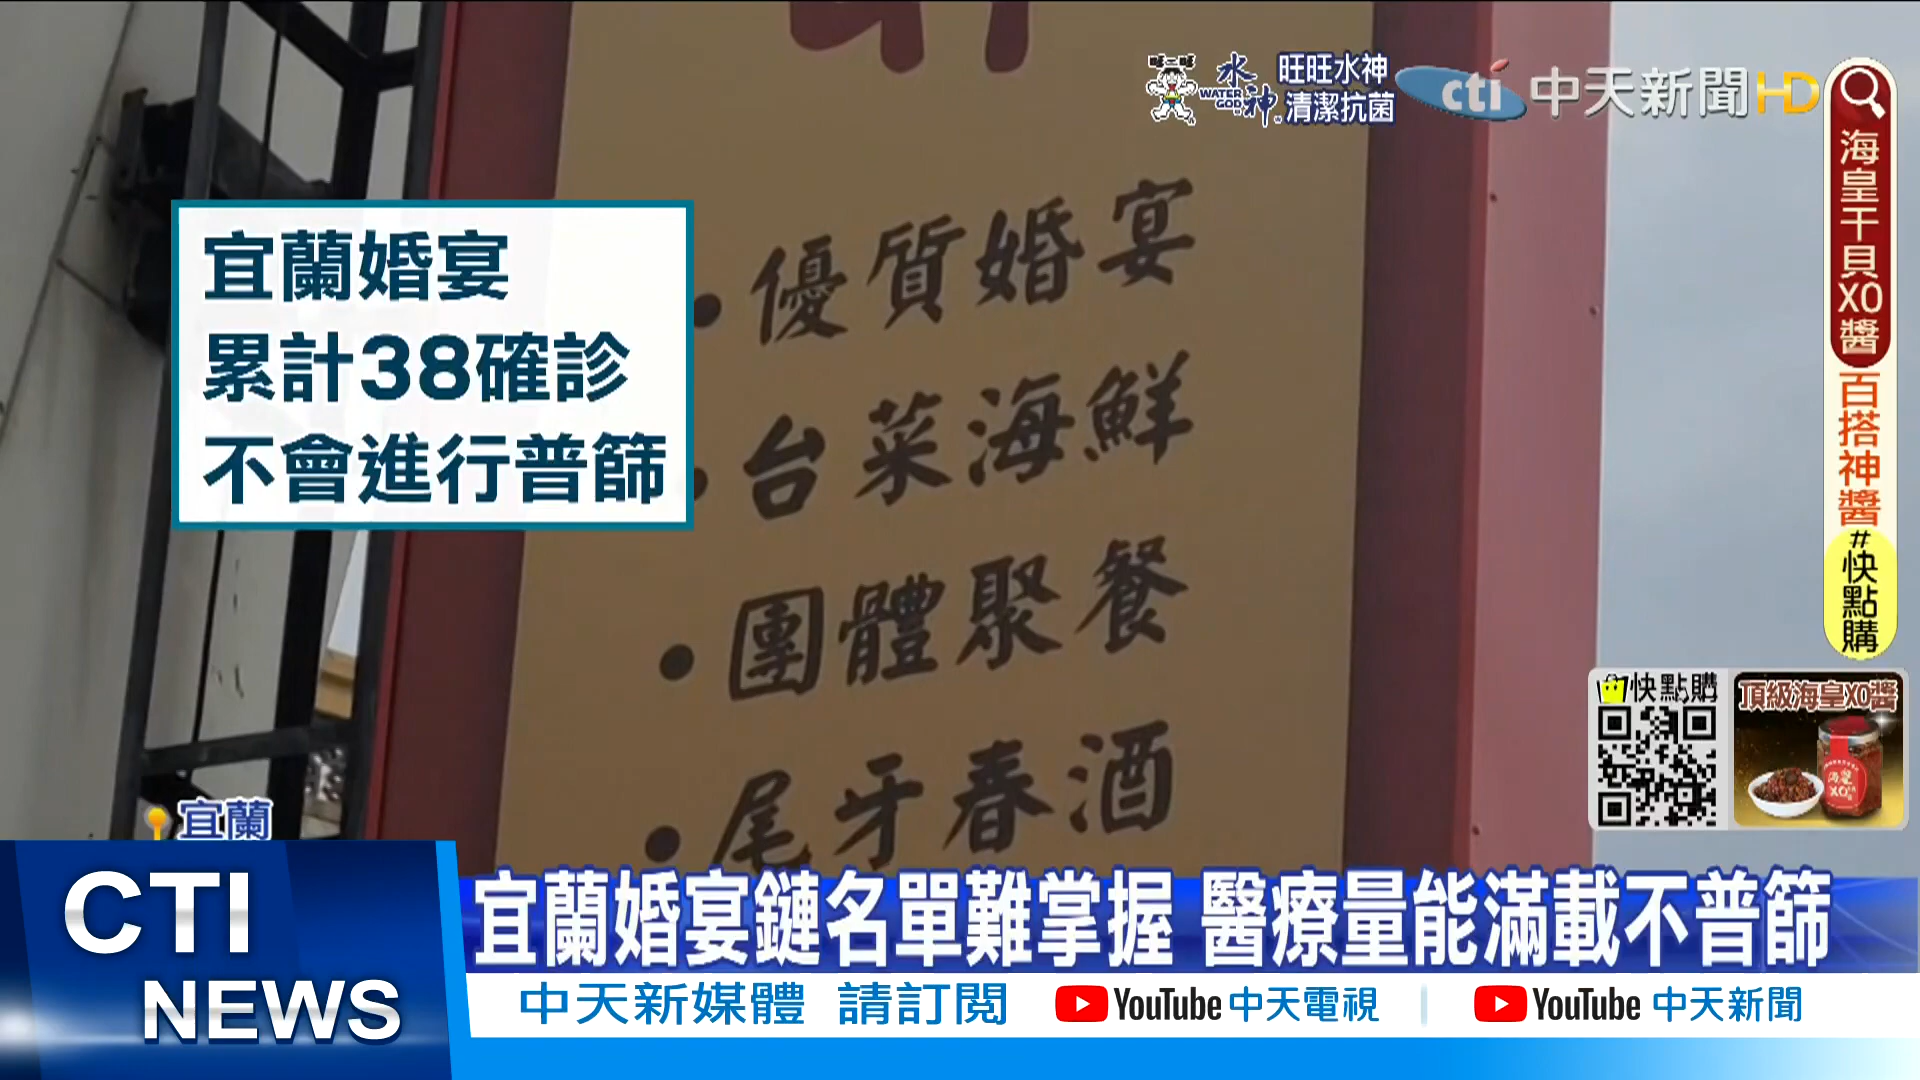 旺旺水神
水神
WATER GOD
清潔抗菌
cti 中天新聞HD
海皇干貝XO醬
百搭神醬
#快點購
宜蘭婚宴
累計38確診
不會進行普篩
•優質婚宴
•台菜海鮮
•團體聚餐
•尾牙春酒
快點購
頂級海皇XO醬
宜蘭
CTI
NEWS
宜蘭婚宴鏈名單難掌握 醫療量能滿載不普篩
中天新媒體 請訂閱 YouTube 中天電視 | YouTube 中天新聞